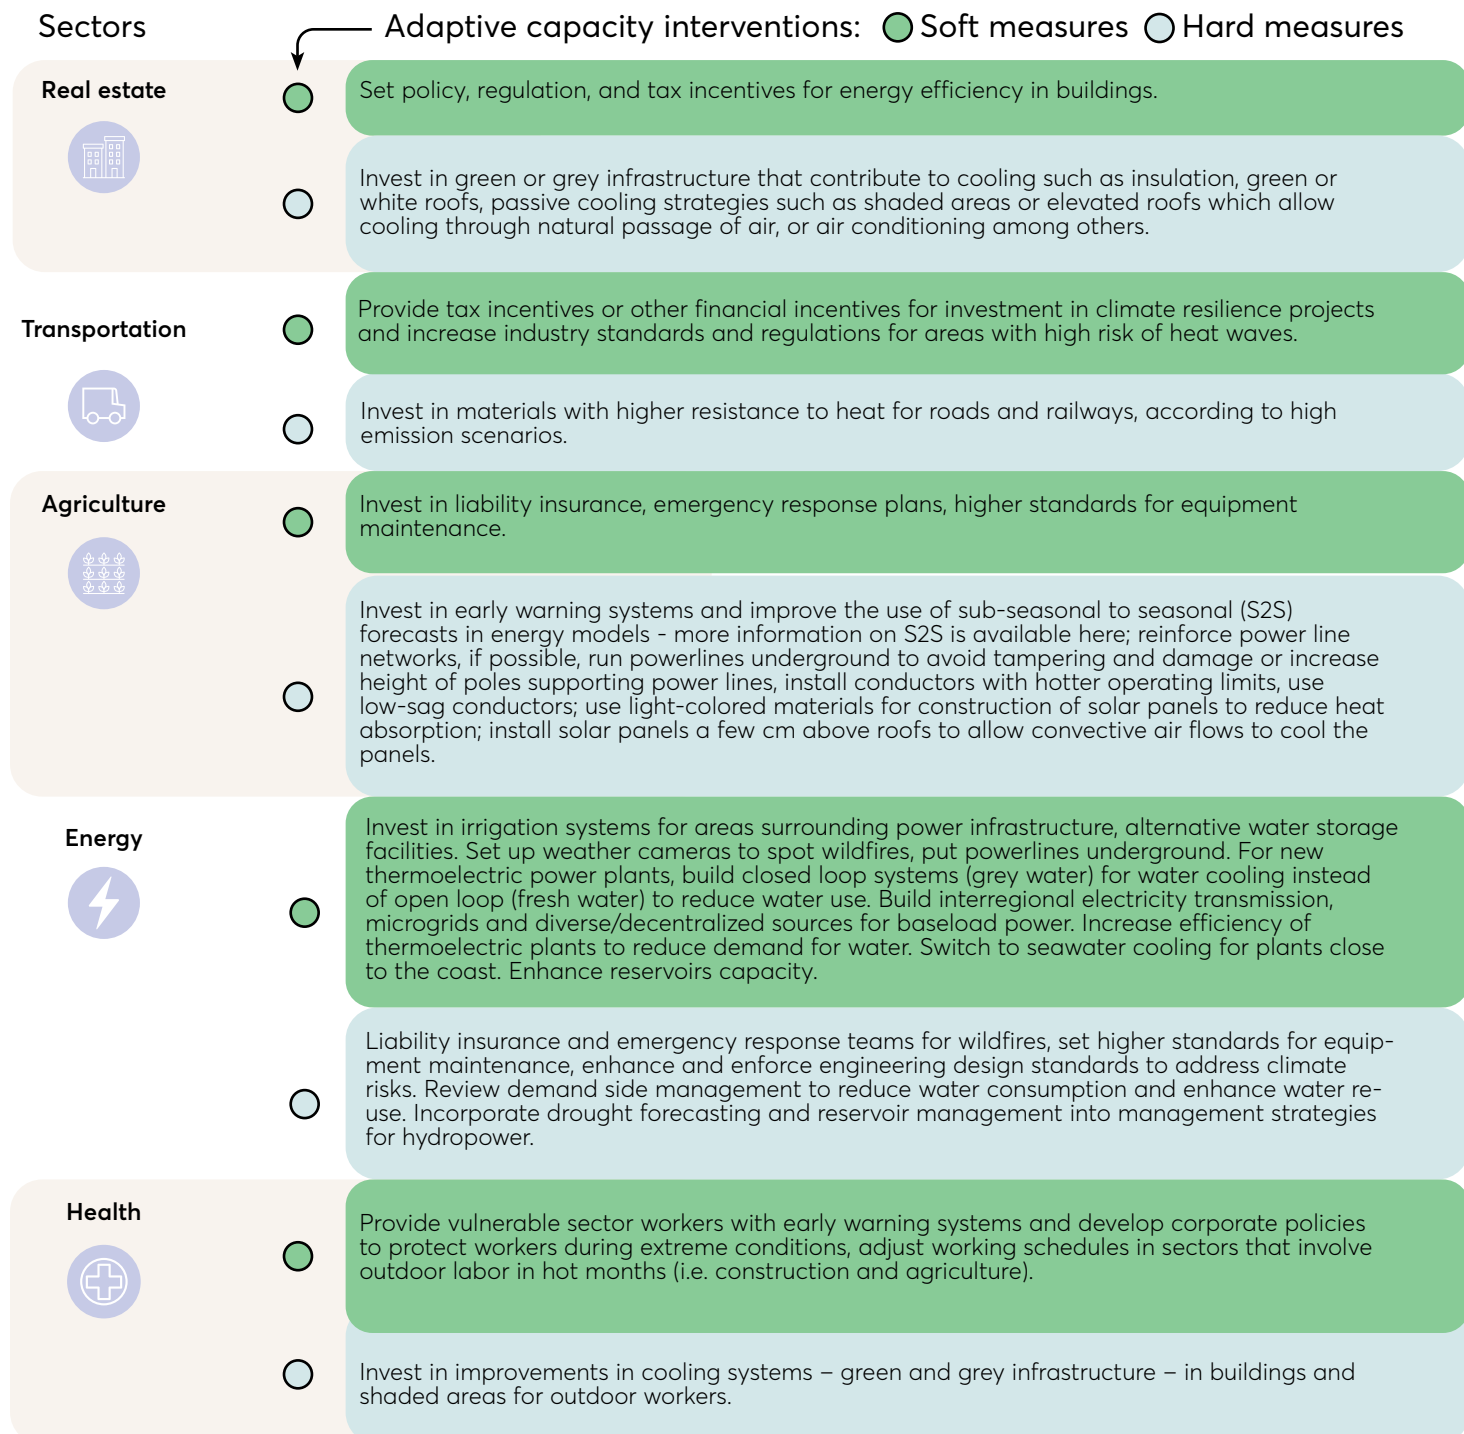 Sectors
Adaptive capacity interventions: Soft measures Hard measures
Real estate
Set policy, regulation, and tax incentives for energy efficiency in buildings.
Invest in green or grey infrastructure that contribute to cooling such as insulation, green or
white roofs, passive cooling strategies such as shaded areas or elevated roofs which allow
cooling through natural passage of air, or air conditioning among others.
Transportation
Provide tax incentives or other financial incentives for investment in climate resilience projects
and increase industry standards and regulations for areas with high risk of heat waves.
Invest in materials with higher resistance to heat for roads and railways, according to high
emission scenarios.
Agriculture
Invest in liability insurance, emergency response plans, higher standards for equipment
maintenance.
Invest in early warning systems and improve the use of sub-seasonal to seasonal (S2S)
forecasts in energy models - more information on S2S is available here; reinforce power line
networks, if possible, run powerlines underground to avoid tampering and damage or increase
height of poles supporting power lines, install conductors with hotter operating limits, use
low-sag conductors; use light-colored materials for construction of solar panels to reduce heat
absorption; install solar panels a few cm above roofs to allow convective air flows to cool the
panels.
Energy
Invest in irrigation systems for areas surrounding power infrastructure, alternative water storage
facilities. Set up weather cameras to spot wildfires, put powerlines underground. For new
thermoelectric power plants, build closed loop systems (grey water) for water cooling instead
of open loop (fresh water) to reduce water use. Build interregional electricity transmission,
microgrids and diverse/decentralized sources for baseload power. Increase efficiency of
thermoelectric plants to reduce demand for water. Switch to seawater cooling for plants close
to the coast. Enhance reservoirs capacity.
Liability insurance and emergency response teams for wildfires, set higher standards for equip-
ment maintenance, enhance and enforce engineering design standards to address climate
risks. Review demand side management to reduce water consumption and enhance water re-
use. Incorporate drought forecasting and reservoir management into management strategies
for hydropower.
Health
Provide vulnerable sector workers with early warning systems and develop corporate policies
to protect workers during extreme conditions, adjust working schedules in sectors that involve
outdoor labor in hot months (i.e. construction and agriculture).
Invest in improvements in cooling systems – green and grey infrastructure – in buildings and
shaded areas for outdoor workers.